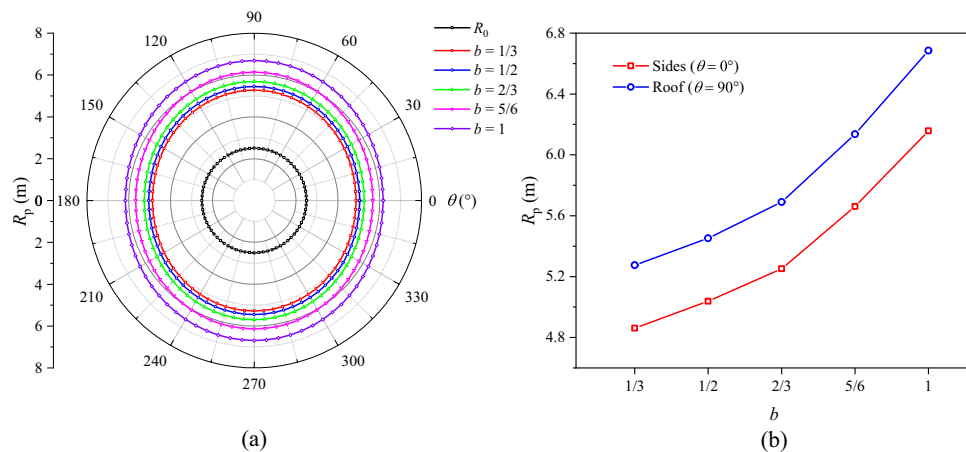 8
6
4
2
0
2
4
6
8
R_p (m)
90
60
30
0
330
300
270
240
210
180
150
120
θ (°)
R_0
b = 1/3
b = 1/2
b = 2/3
b = 5/6
b = 1
(a)
6.8
6.4
6.0
5.6
5.2
4.8
R_p (m)
Sides (θ = 0°)
Roof (θ = 90°)
1/3 1/2 2/3 5/6 1
b
(b)